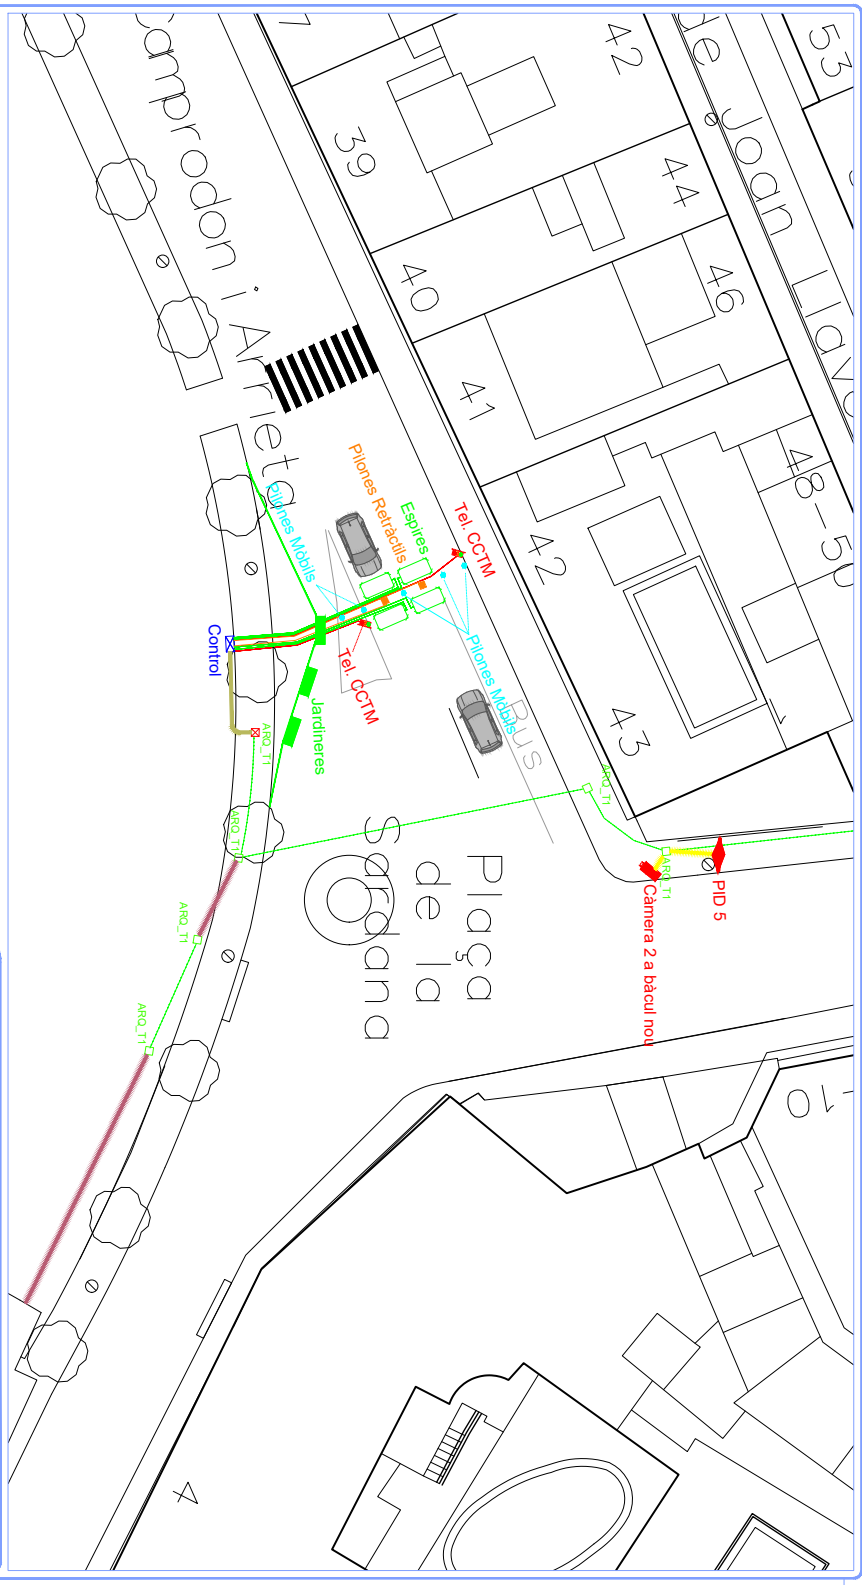 Camprodon i Arrieta
de Joan Llavo
37
39
40
41
42
43
42
44
46
48-50
53
Pilones Mòbils
Pilones Retràctils
Espires
Tel. CCTM
Pilones Mòbils
Tel. CCTM
Control
Jardineres
Bus
ARQ_T1
ARQ_T1
ARQ_T1
ARQ_T1
ARQ_T1
ARQ_T1
PID 5
Càmera 2 a bàcul nou
Plaça
de la
Sardana
4